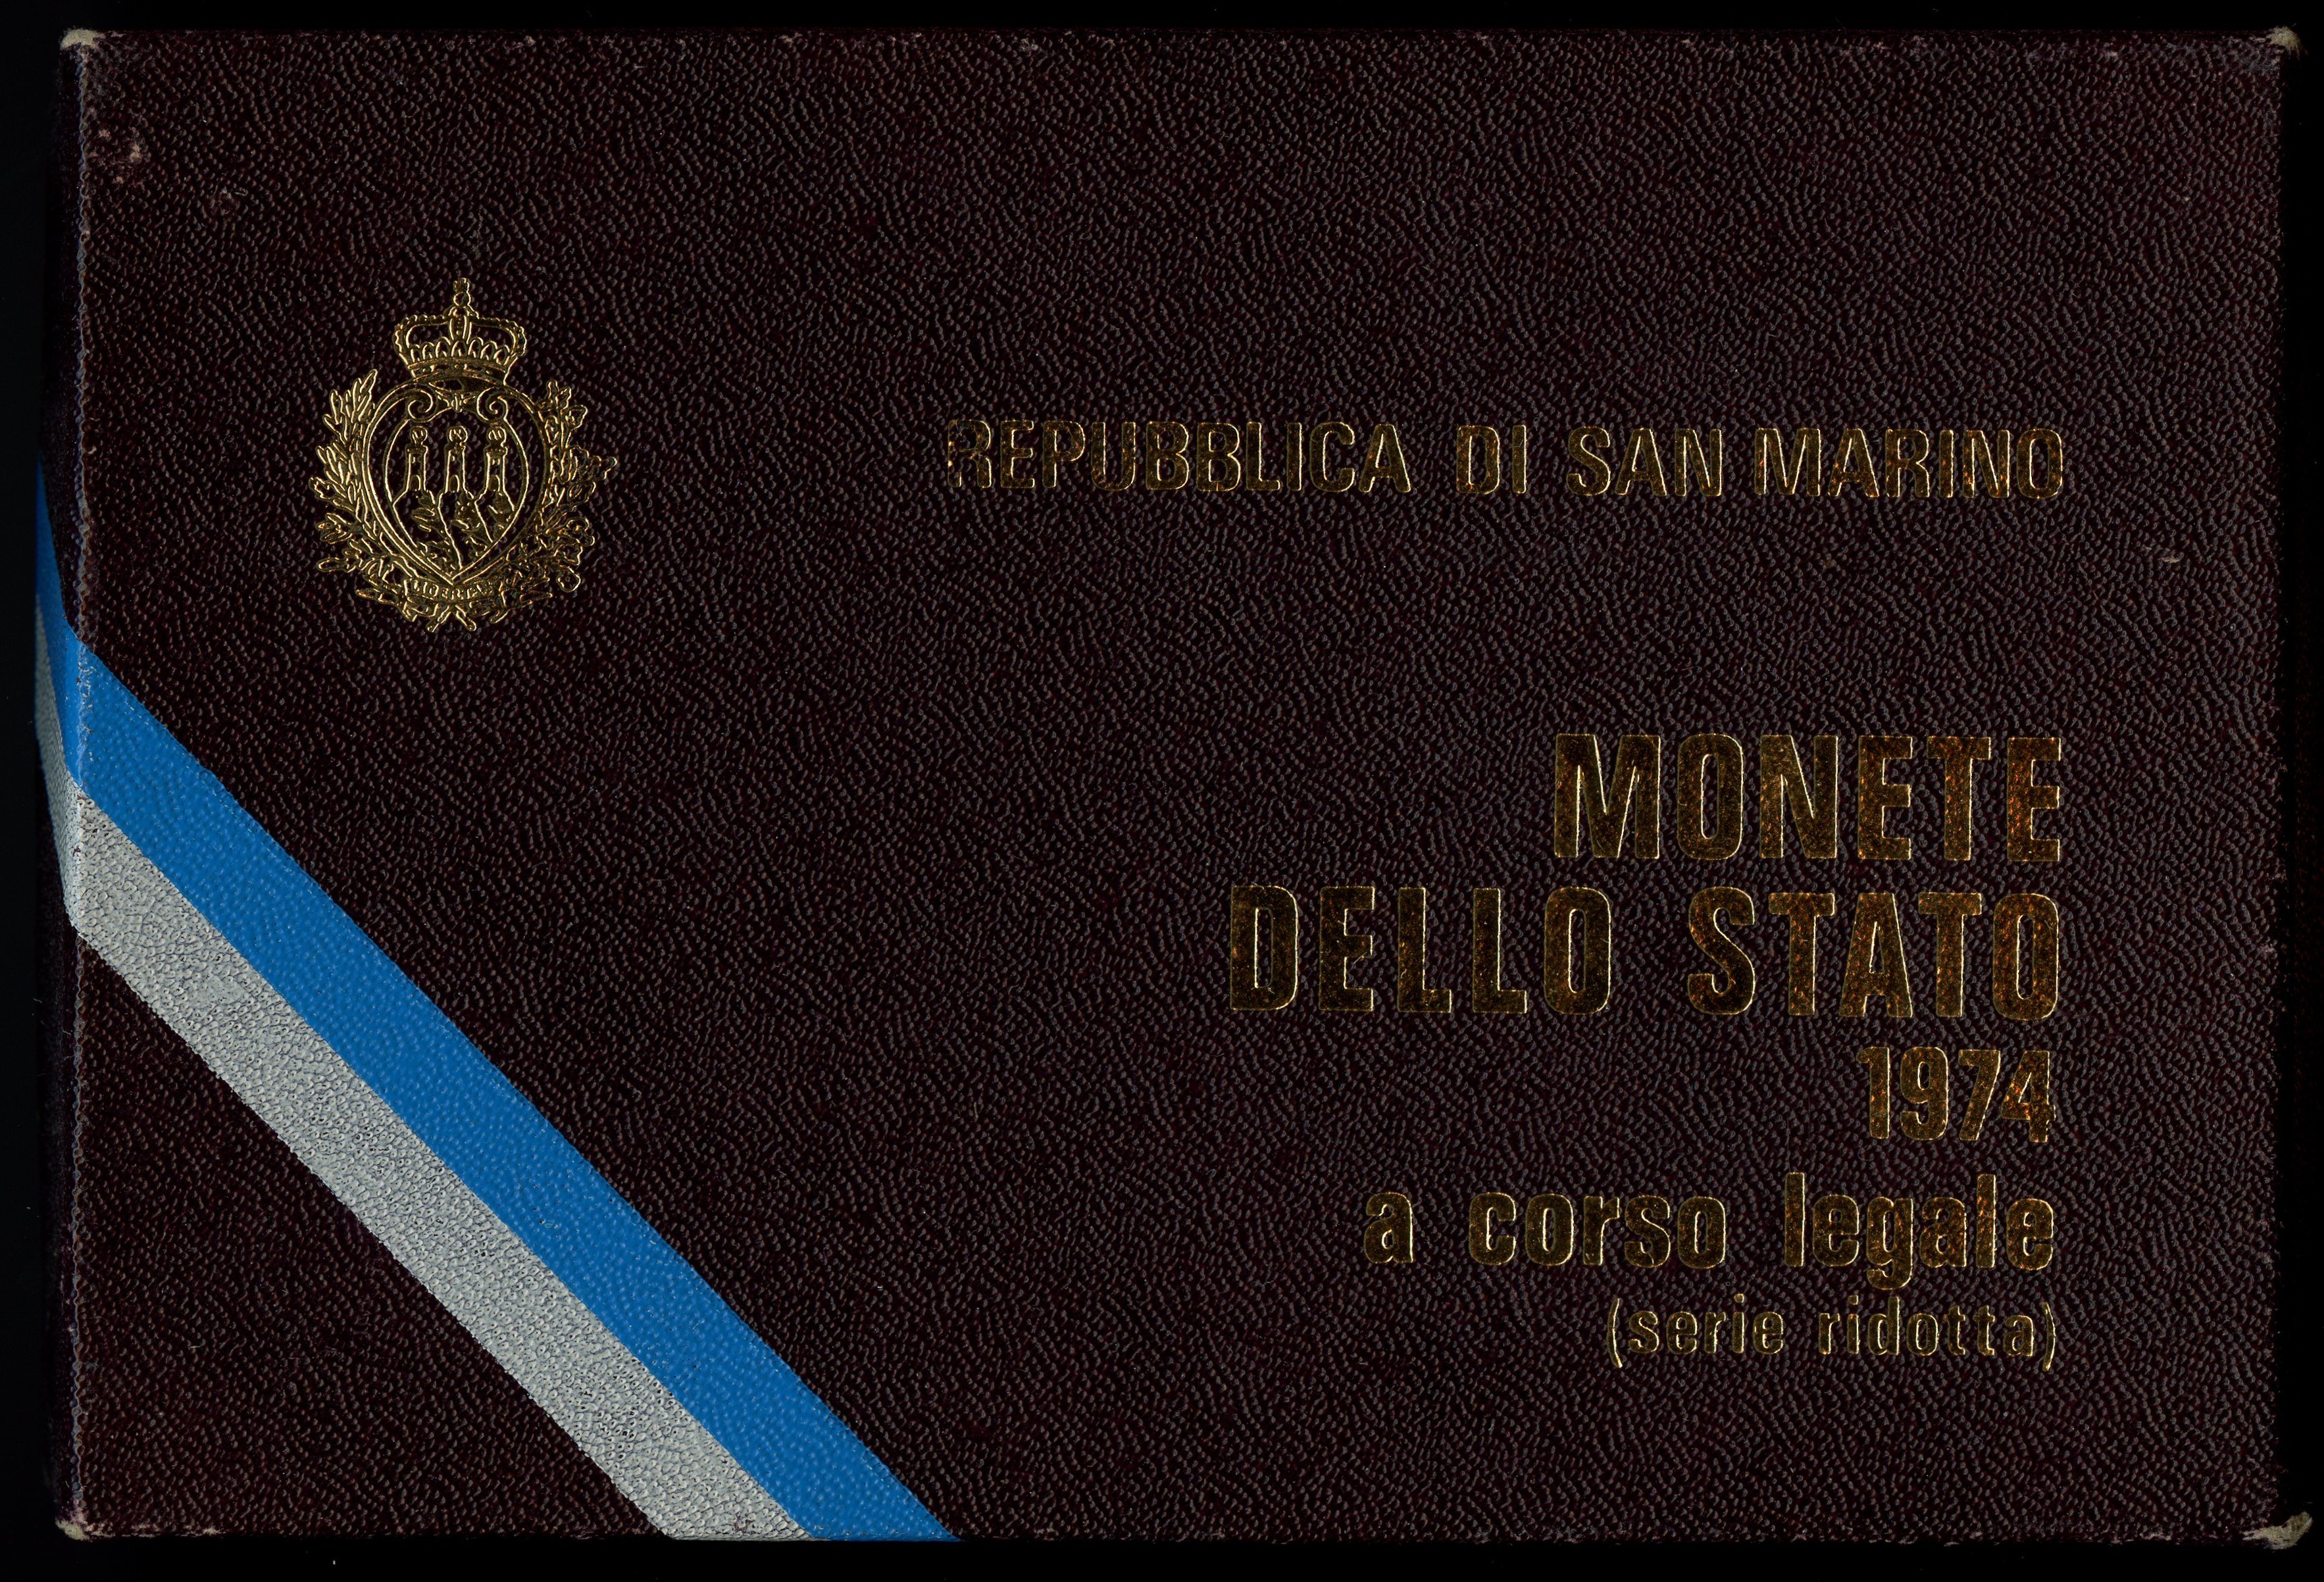 REPUBBLICA DI SAN MARINO
MONETE
DELLO STATO
1974
a corso legale
(serie ridotta)